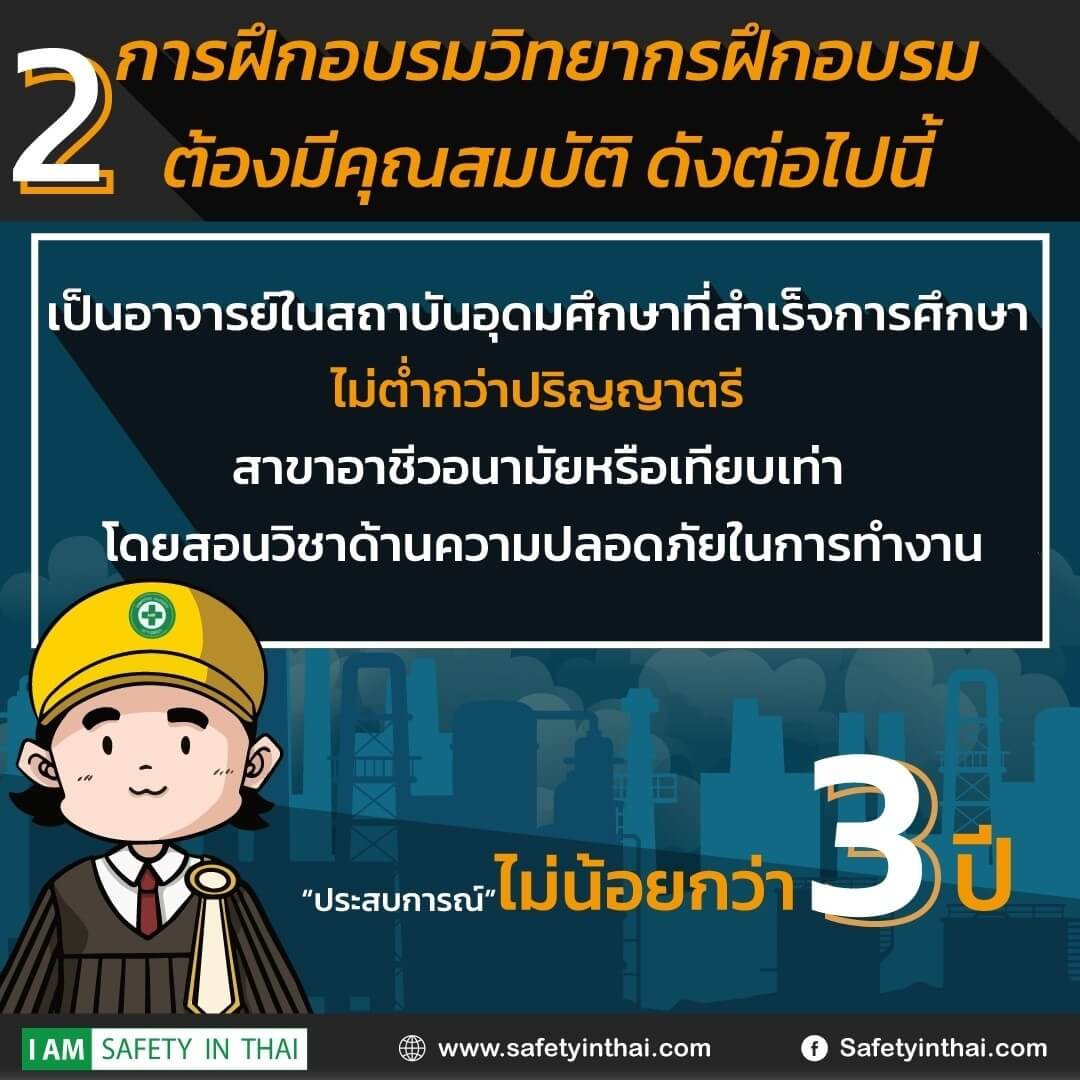 2
การฝึกอบรมวิทยากรฝึกอบรม
ต้องมีคุณสมบัติ ดังต่อไปนี้
เป็นอาจารย์ในสถาบันอุดมศึกษาที่สำเร็จการศึกษา
ไม่ต่ำกว่าปริญญาตรี
สาขาอาชีวอนามัยหรือเทียบเท่า
โดยสอนวิชาด้านความปลอดภัยในการทำงาน
“ประสบการณ์” ไม่น้อยกว่า 3 ปี
I AM SAFETY IN THAI
www.safetyinthai.com
Safetyinthai.com